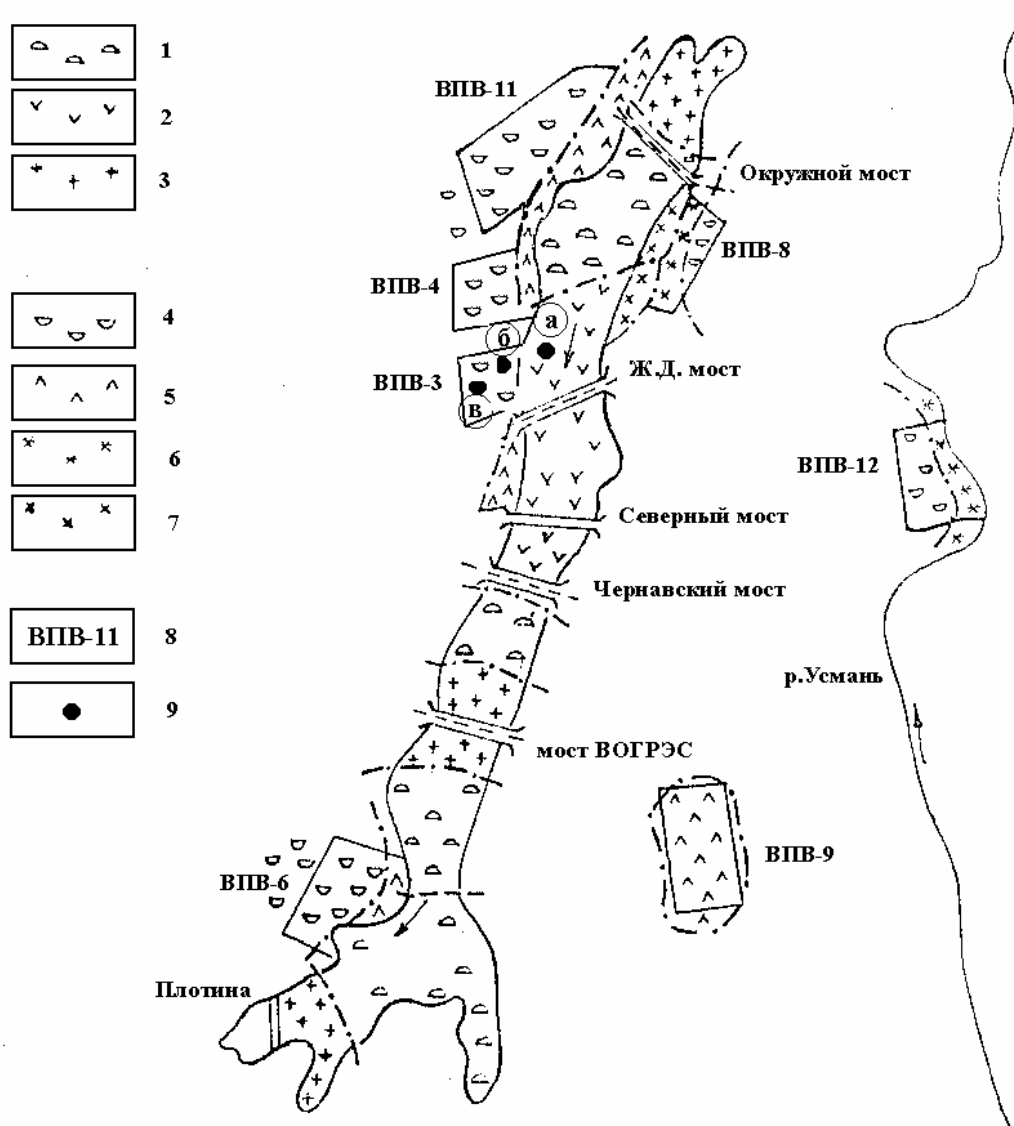 1
2
3
4
5
6
7
ВПВ-11 8
9
ВПВ-11
Окружной мост
ВПВ-8
ВПВ-4
а
б
Ж.Д. мост
ВПВ-3
в
ВПВ-12
Северный мост
Чернавский мост
р.Усмань
мост ВОГРЭС
ВПВ-9
ВПВ-6
Плотина